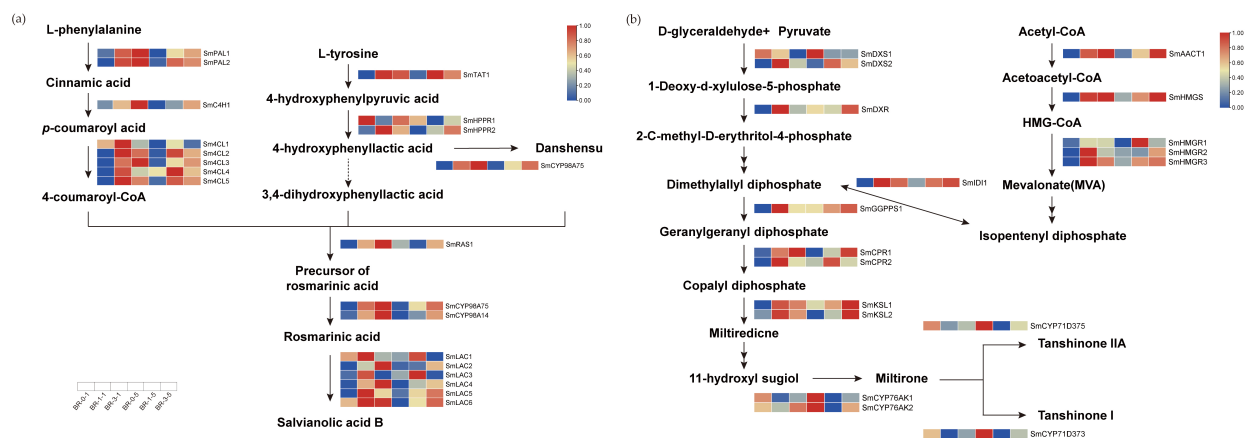 (a)
L-phenylalanine
SmPAL1
SmPAL2
Cinnamic acid
SmC4H1
p-coumaroyl acid
Sm4CL1
Sm4CL2
Sm4CL3
Sm4CL4
Sm4CL5
4-coumaroyl-CoA
L-tyrosine
SmTAT1
4-hydroxyphenylpyruvic acid
SmHPPR1
SmHPPR2
4-hydroxyphenyllactic acid
Danshensu
SmCYP98A75
3,4-dihydroxyphenyllactic acid
1.00
0.80
0.60
0.40
0.20
0.00
SmRAS1
Precursor of
rosmarinic acid
SmCYP98A75
SmCYP98A14
Rosmarinic acid
SmLAC1
SmLAC2
SmLAC3
SmLAC4
SmLAC5
SmLAC6
Salvianolic acid B
BR-0-1
BR-1-1
BR-3-1
BR-0-5
BR-1-5
BR-3-5
(b)
D-glyceraldehyde+ Pyruvate
SmDXS1
SmDXS2
1-Deoxy-d-xylulose-5-phosphate
SmDXR
2-C-methyl-D-erythritol-4-phosphate
Dimethylallyl diphosphate
SmIDI1
SmGGPPS1
Geranylgeranyl diphosphate
SmCPR1
SmCPR2
Copalyl diphosphate
SmKSL1
SmKSL2
Miltiredicne
11-hydroxyl sugiol
SmCYP76AK1
SmCYP76AK2
Miltirone
SmCYP71D375
Tanshinone IIA
Tanshinone I
SmCYP71D373
Acetyl-CoA
SmAACT1
Acetoacetyl-CoA
SmHMGS
HMG-CoA
SmHMGR1
SmHMGR2
SmHMGR3
Mevalonate(MVA)
Isopentenyl diphosphate
1.00
0.80
0.60
0.40
0.20
0.00